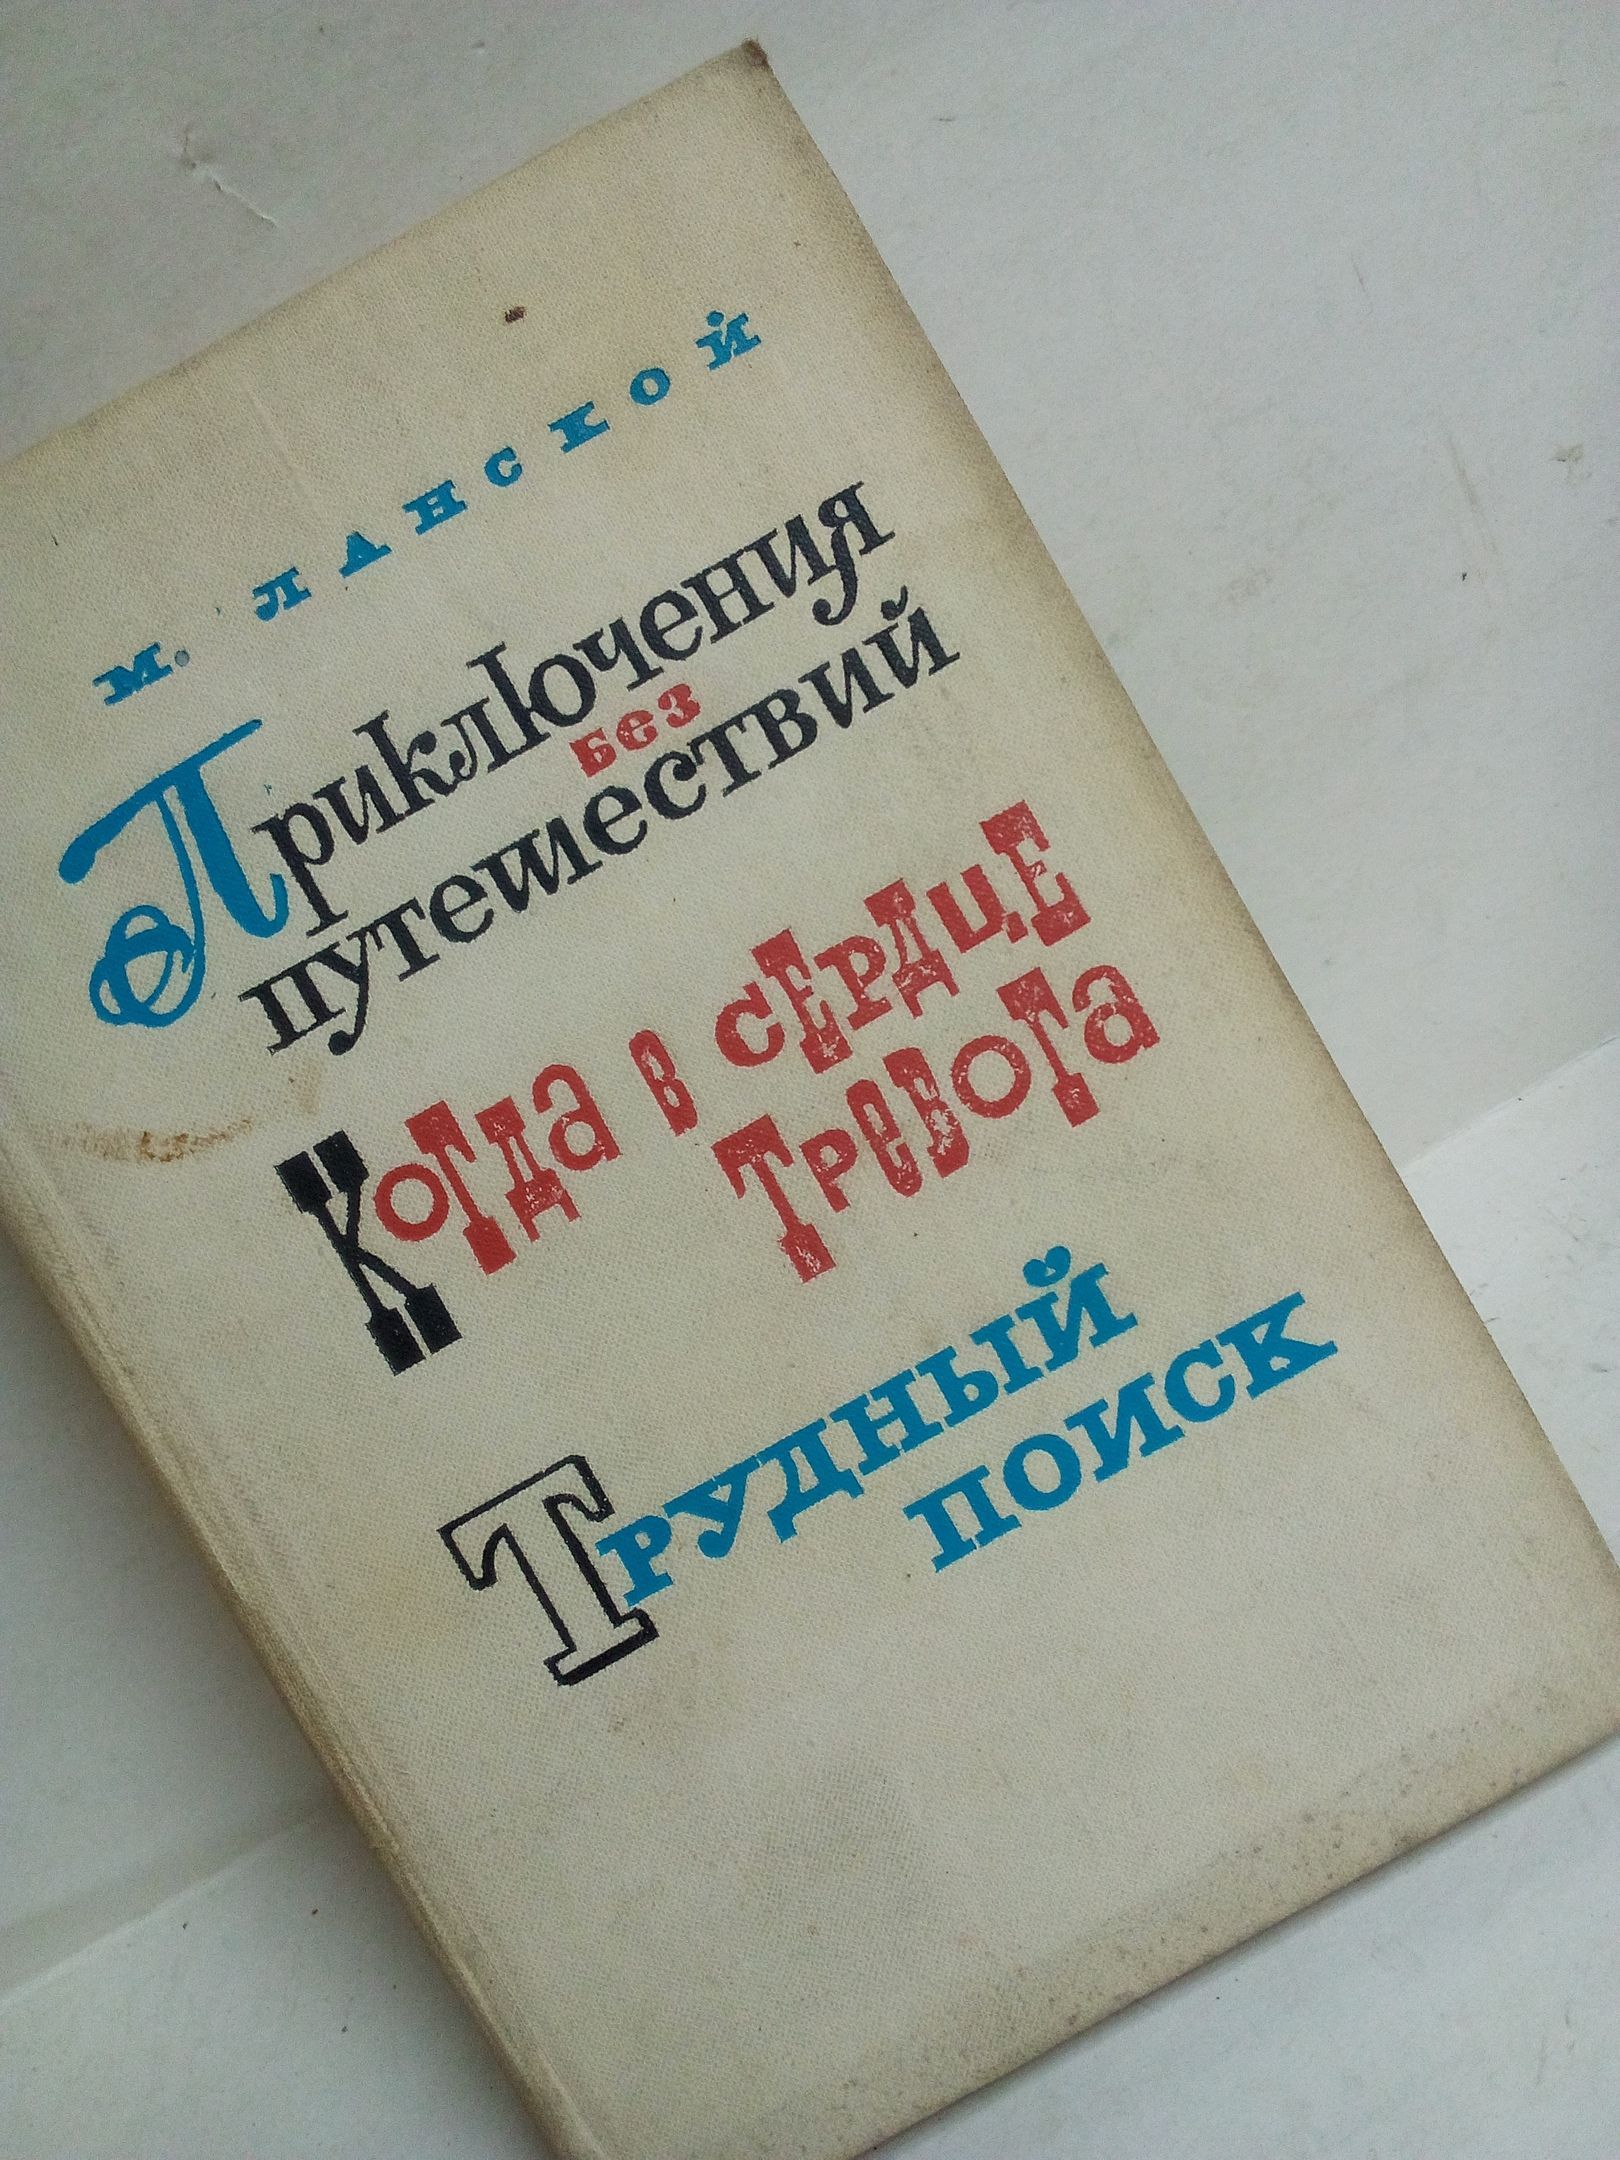 М. ЛАНСКОЙ
Приключения
без
путешествий
Когда в сердце
тревога
Трудный
поиск